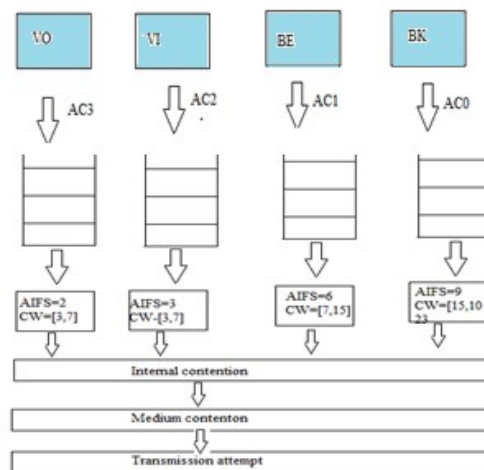 VO
VI
BE
BK
AC3
AC2
AC1
AC0
AIFS=2
CW=[3,7]
AIFS=3
CW-[3,7]
AIFS=6
CW=[7,15]
AIFS=9
CW=[15,10
23
Internal contention
Medium contenton
Transmission attempt